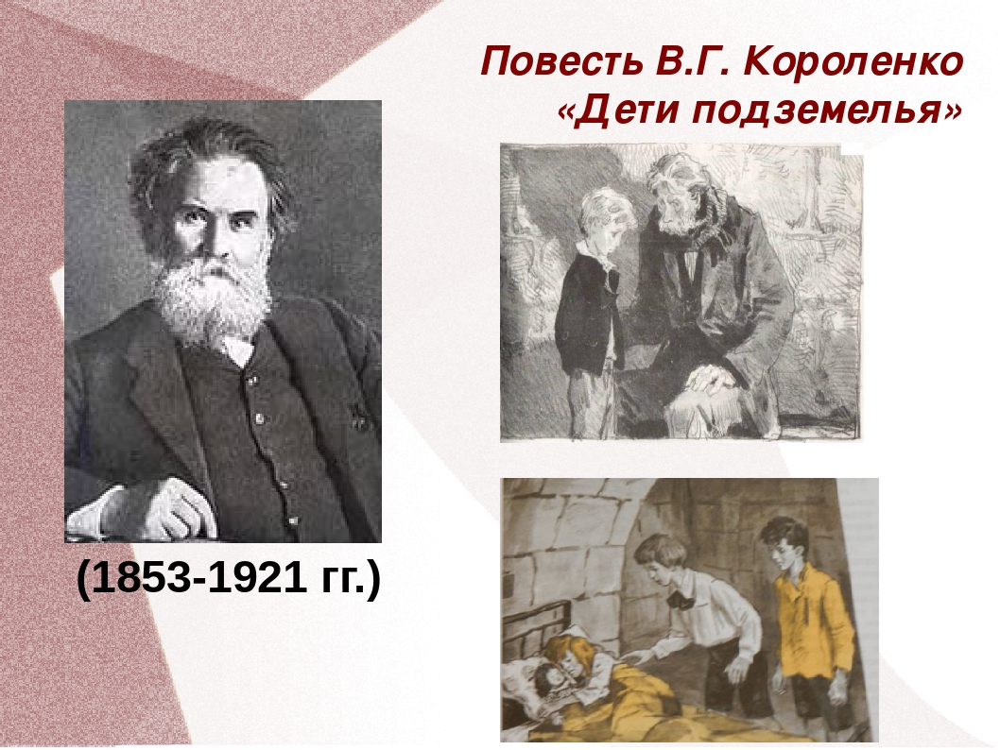 Повесть В.Г. Короленко
«Дети подземелья»
(1853-1921 гг.)